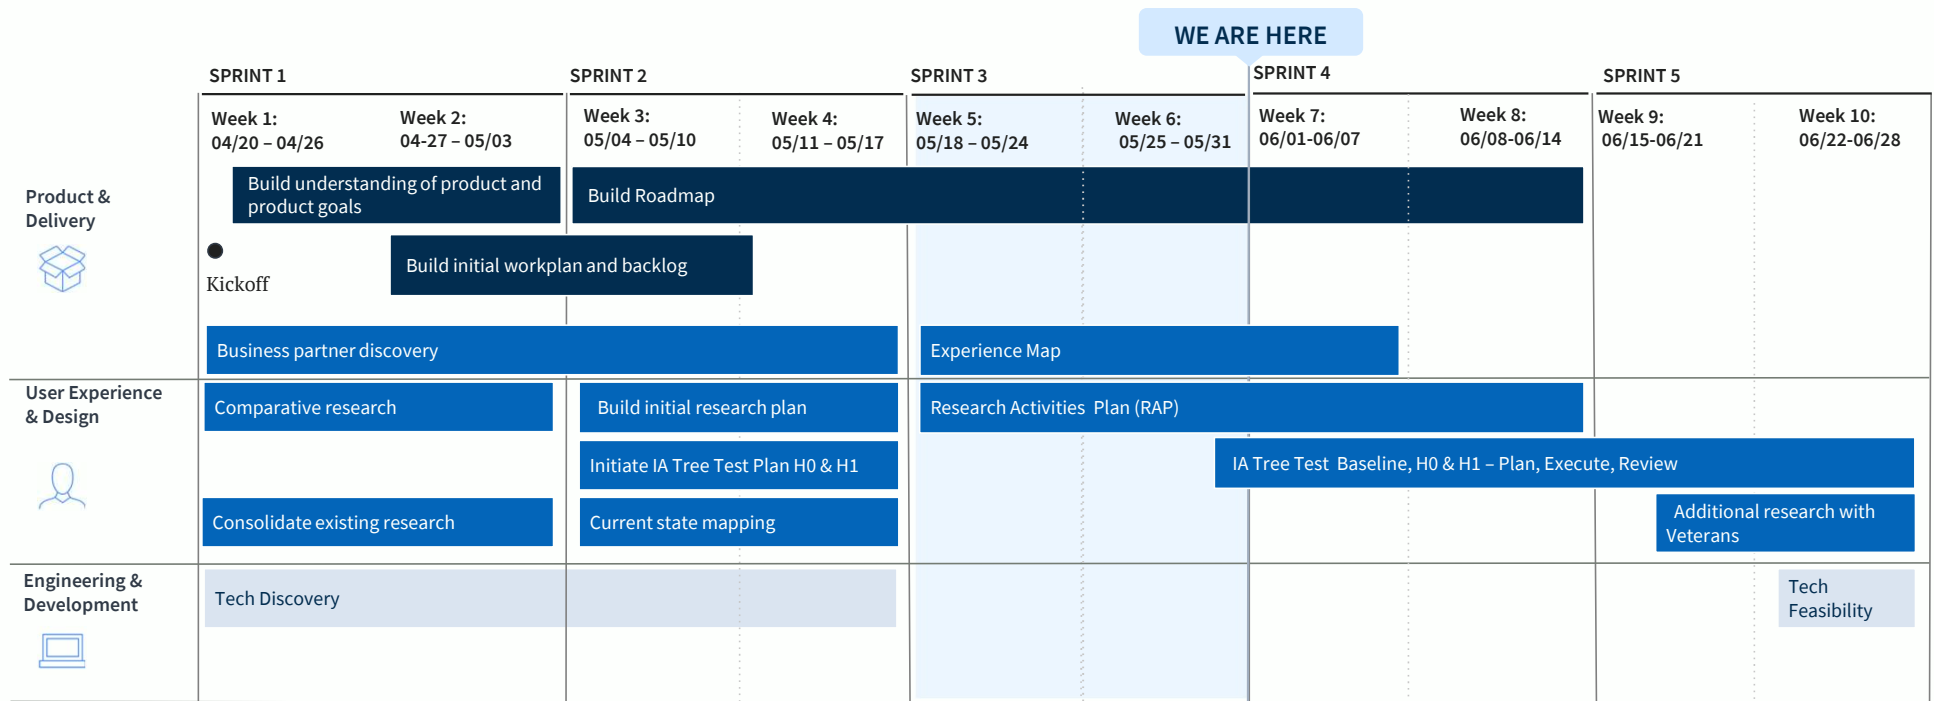 WE ARE HERE
SPRINT 1
SPRINT 2
SPRINT 3
SPRINT 4
SPRINT 5
Week 1:
04/20 – 04/26
Week 2:
04-27 – 05/03
Week 3:
05/04 – 05/10
Week 4:
05/11 – 05/17
Week 5:
05/18 – 05/24
Week 6:
05/25 – 05/31
Week 7:
06/01-06/07
Week 8:
06/08-06/14
Week 9:
06/15-06/21
Week 10:
06/22-06/28
Product &
Delivery
Build understanding of product and
product goals
Build Roadmap
Kickoff
Build initial workplan and backlog
Business partner discovery
Experience Map
User Experience
& Design
Comparative research
Build initial research plan
Research Activities Plan (RAP)
Initiate IA Tree Test Plan H0 & H1
IA Tree Test Baseline, H0 & H1 – Plan, Execute, Review
Consolidate existing research
Current state mapping
Additional research with
Veterans
Engineering &
Development
Tech Discovery
Tech
Feasibility